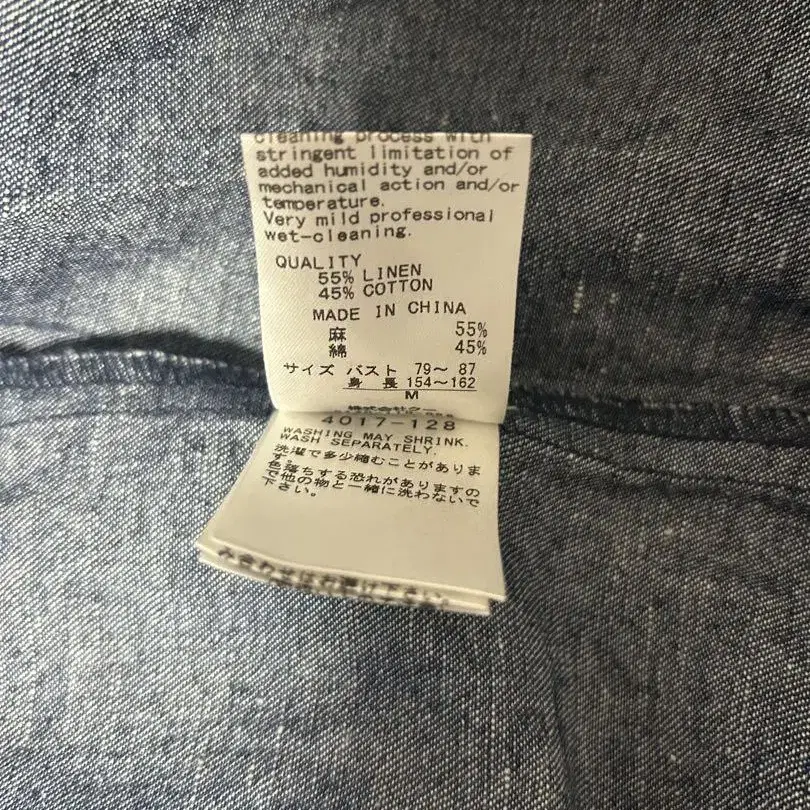 cleaning process with
stringent limitation of
added humidity and/or
mechanical action and/or
temperature.
Very mild professional
wet-cleaning.
QUALITY
55% LINEN
45% COTTON
MADE IN CHINA
麻 55%
綿 45%
サイズ バスト 79〜 87
身 長 154〜162
M
4017-128
WASHING MAY SHRINK.
WASH SEPARATELY.
洗濯で多少縮むことがありま
す。
色落ちする恐れがありますの
で他の物と一緒に洗わないで
下さい。